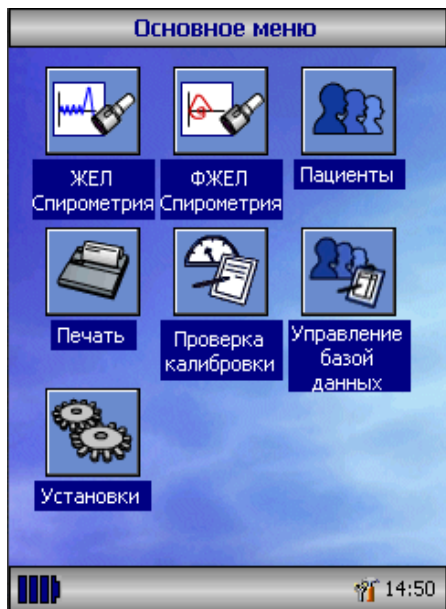 Основное меню
ЖЕЛ
Спирометрия
ФЖЕЛ
Спирометрия
Пациенты
Печать
Проверка
калибровки
Управление
базой
данных
Установки
14:50